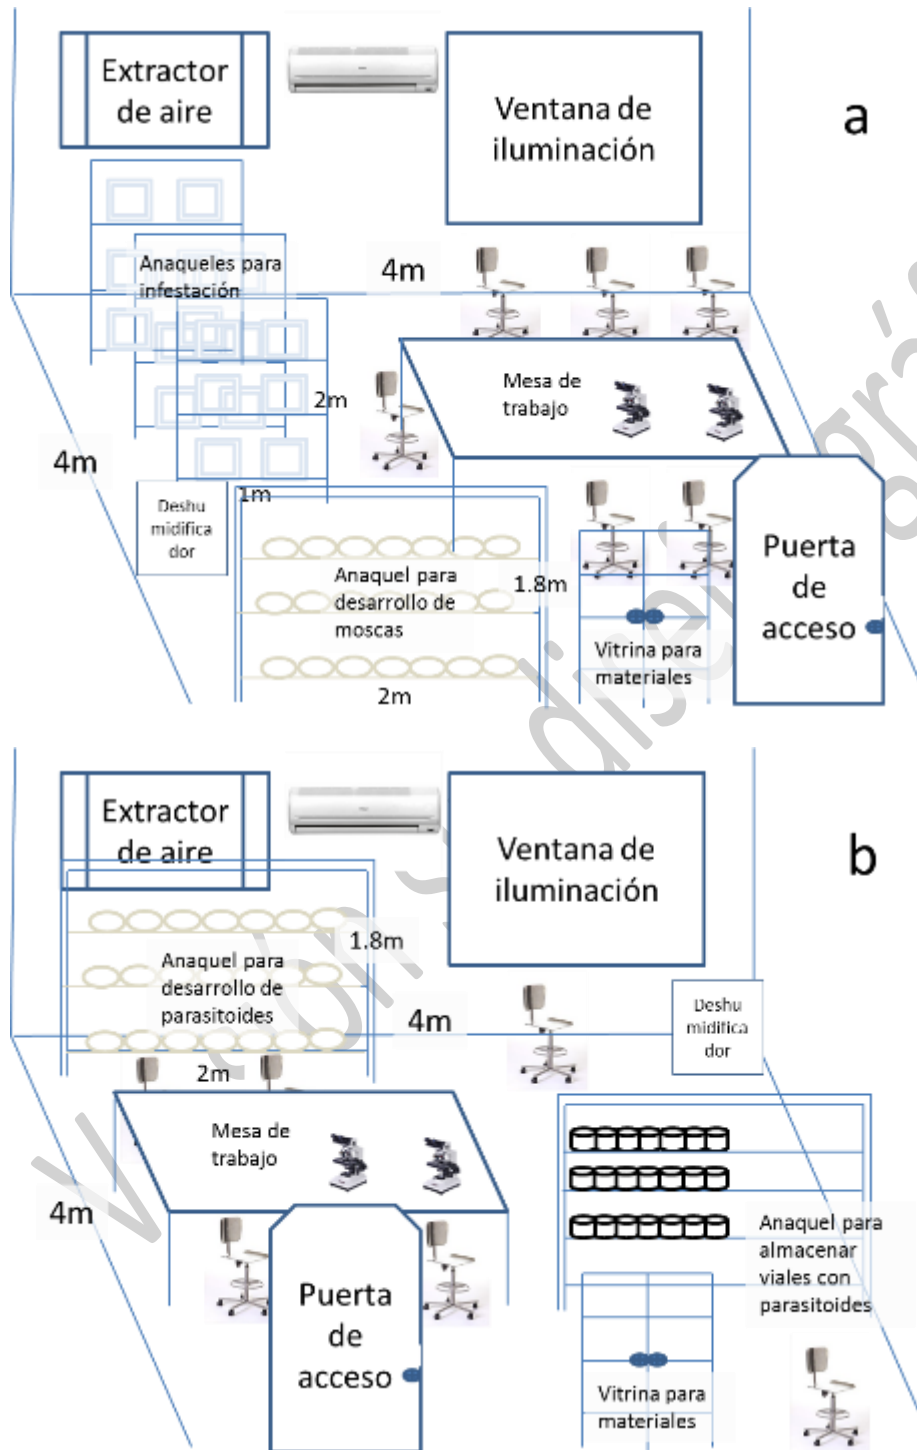 Extractor
de aire
Ventana de
iluminación
a
Anaqueles para
infestación
4m
Mesa de
trabajo
2m
4m
1m
Deshu
midifica
dor
Anaquel para
desarrollo de
moscas
1.8m
2m
Vitrina para
materiales
Puerta
de
acceso
Extractor
de aire
Ventana de
iluminación
b
1.8m
Anaquel para
desarrollo de
parasitoides
4m
Deshu
midifica
dor
2m
Mesa de
trabajo
4m
Anaquel para
almacenar
viales con
parasitoides
Puerta
de
acceso
Vitrina para
materiales